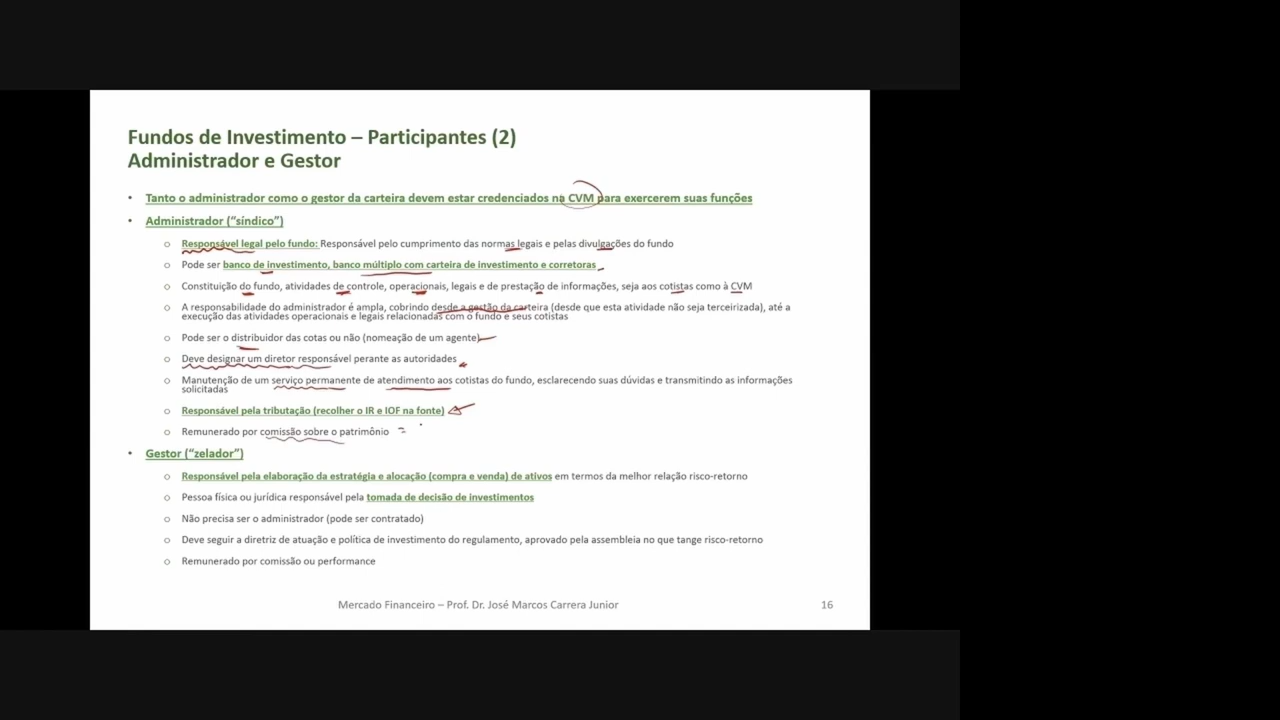 Fundos de Investimento – Participantes (2)
Administrador e Gestor
• Tanto o administrador como o gestor da carteira devem estar credenciados na CVM para exercerem suas funções
• Administrador (“síndico”)
o Responsável legal pelo fundo: Responsável pelo cumprimento das normas legais e pelas divulgações do fundo
o Pode ser banco de investimento, banco múltiplo com carteira de investimento e corretoras
o Constituição do fundo, atividades de controle, operacionais, legais e de prestação de informações, seja aos cotistas como à CVM
o A responsabilidade do administrador é ampla, cobrindo desde a gestão da carteira (desde que esta atividade não seja terceirizada), até a
execução das atividades operacionais e legais relacionadas com o fundo e seus cotistas
o Pode ser o distribuidor das cotas ou não (nomeação de um agente)
o Deve designar um diretor responsável perante as autoridades
o Manutenção de um serviço permanente de atendimento aos cotistas do fundo, esclarecendo suas dúvidas e transmitindo as informações
solicitadas
o Responsável pela tributação (recolher o IR e IOF na fonte)
o Remunerado por comissão sobre o patrimônio
• Gestor (“zelador”)
o Responsável pela elaboração da estratégia e alocação (compra e venda) de ativos em termos da melhor relação risco-retorno
o Pessoa física ou jurídica responsável pela tomada de decisão de investimentos
o Não precisa ser o administrador (pode ser contratado)
o Deve seguir a diretriz de atuação e política de investimento do regulamento, aprovado pela assembleia no que tange risco-retorno
o Remunerado por comissão ou performance
Mercado Financeiro – Prof. Dr. José Marcos Carrera Junior
16